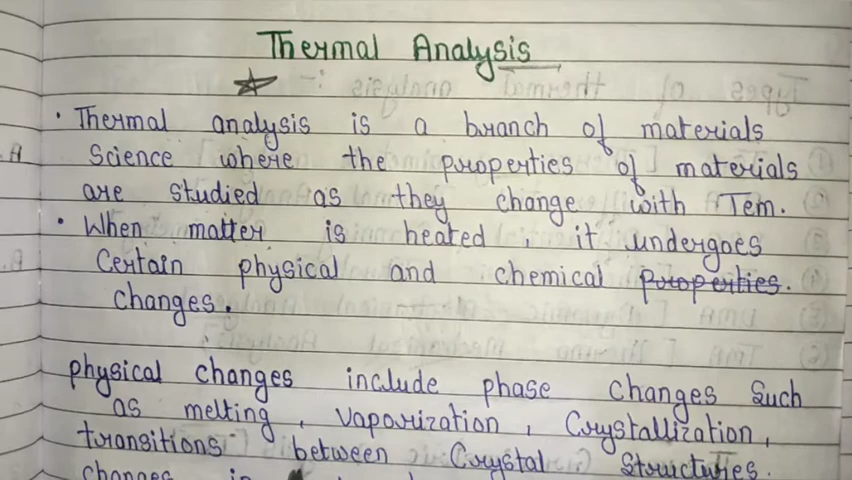 Thermal Analysis
• Thermal analysis is a branch of materials
Science where the properties of materials
are studied as they change with Tem.
• When matter is heated, it undergoes
Certain physical and chemical properties.
changes.
physical changes include phase changes Such
as melting, vaporization, Crystallization,
transitions between Crystal Structures.
changes in